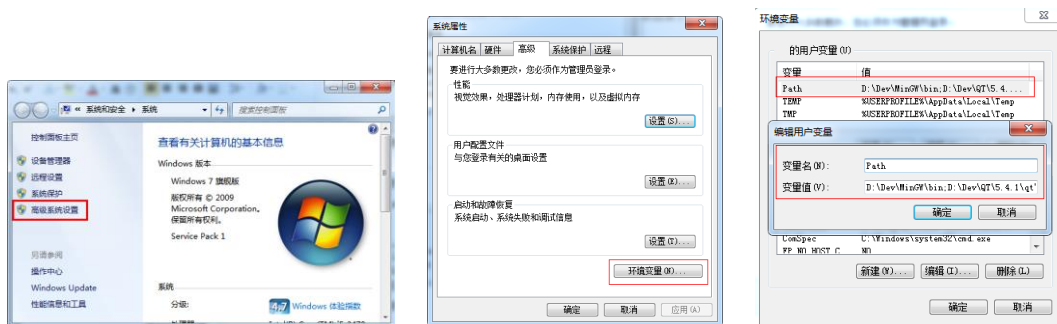 « 系统和安全 ▸ 系统
搜索控制面板
控制面板主页
设备管理器
远程设置
系统保护
高级系统设置
另请参阅
操作中心
Windows Update
性能信息和工具
查看有关计算机的基本信息
Windows 版本
Windows 7 旗舰版
版权所有 © 2009
Microsoft Corporation。
保留所有权利。
Service Pack 1
系统
分级:
4.7 Windows 体验指数
系统属性
计算机名 硬件 高级 系统保护 远程
要进行大多数更改，您必须作为管理员登录。
性能
视觉效果，处理器计划，内存使用，以及虚拟内存
设置(S)...
用户配置文件
与您登录有关的桌面设置
设置(E)...
启动和故障恢复
系统启动、系统失败和调试信息
设置(T)...
环境变量(N)...
确定 取消 应用(A)
环境变量
的用户变量(U)
变量 值
Path D:\Dev\MinGW\bin;D:\Dev\QT\5.4....
TEMP %USERPROFILE%\AppData\Local\Temp
TMP %USERPROFILE%\AppData\Local\Temp
编辑用户变量
变量名(N): Path
变量值(V): D:\Dev\MinGW\bin;D:\Dev\QT\5.4.1\qt'
确定 取消
ComSpec C:\Windows\system32\cmd.exe
FP_NO_HOST_C NO
新建(W)... 编辑(I)... 删除(L)
确定 取消